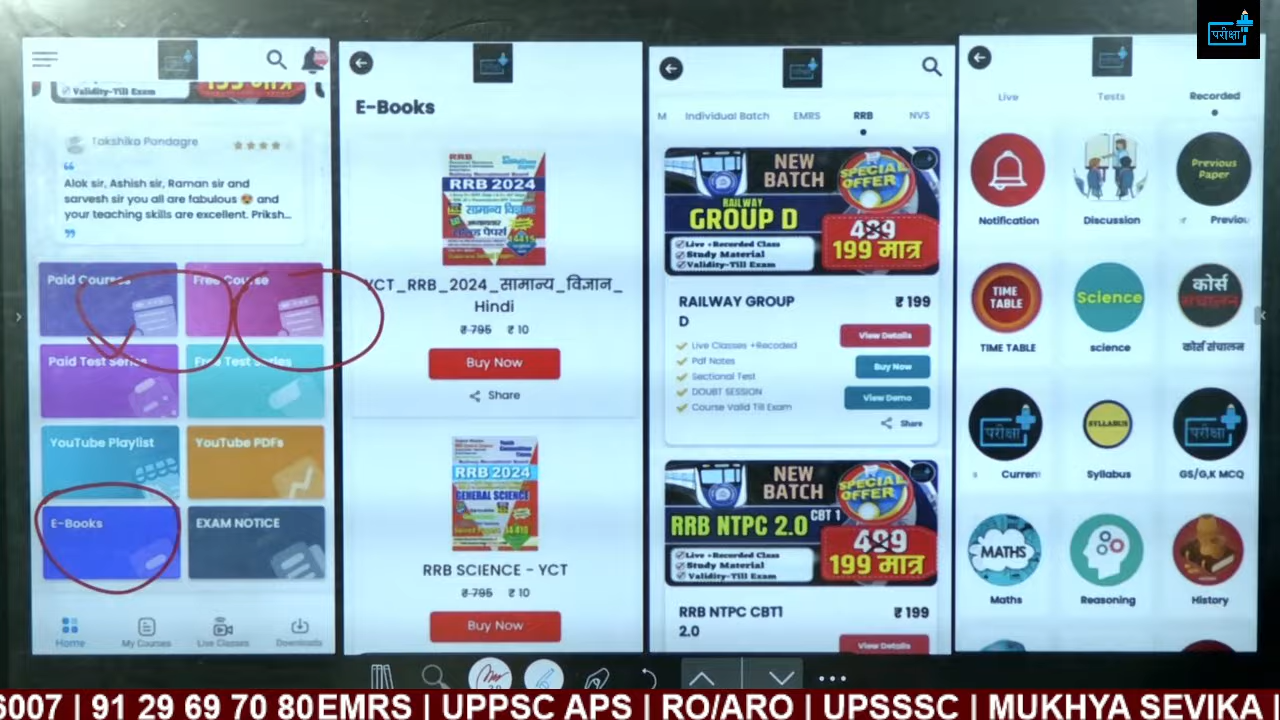 परीक्षा
Validity-Till Exam
Takshika Pondagre
Alok sir, Ashish sir, Raman sir and
sarvesh sir you all are fabulous 😍 and
your teaching skills are excellent. Priksh...
Paid Courses
Free Course
Paid Test Series
Free Test Series
YouTube Playlist
YouTube PDFs
E-Books
EXAM NOTICE
Home
My Courses
Live Classes
Downloads
E-Books
RRB
RRB 2024
सामान्य विज्ञान
YCT_RRB_2024_सामान्य_विज्ञान_
Hindi
₹ 795 ₹ 10
Buy Now
Share
RRB 2024
GENERAL SCIENCE
RRB SCIENCE - YCT
₹ 795 ₹ 10
Buy Now
M Individual Batch EMRS RRB NVS
NEW
BATCH
SPECIAL
OFFER
RAILWAY
GROUP D
499
199 मात्र
Live +Recorded Class
Study Material
Validity-Till Exam
RAILWAY GROUP
D
₹ 199
View Details
Live Classes +Recoded
Pdf Notes
Sectional Test
DOUBT SESSION
Course Valid Till Exam
Buy Now
View Demo
Share
NEW
BATCH
SPECIAL
OFFER
RRB NTPC 2.0 CBT 1
499
199 मात्र
Live +Recorded Class
Study Material
Validity-Till Exam
RRB NTPC CBT1
2.0
₹ 199
View Details
Live Tests Recorded
Previous
Paper
Notification Discussion Previou
TIME
TABLE
Science
कोर्स
संचालन
TIME TABLE science कोर्स संचालन
परीक्षा
SYLLABUS
परीक्षा
Current Syllabus GS/G.K MCQ
MATHS
Maths Reasoning History
6007 | 91 29 69 70 80EMRS | UPPSC APS | RO/ARO | UPSSSC | MUKHYA SEVIKA |